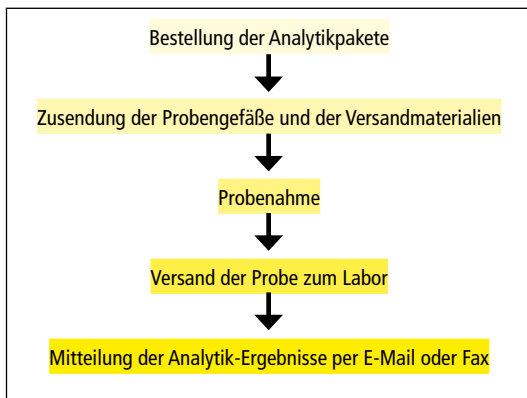 Bestellung der Analytikpakete
Zusendung der Probengefäße und der Versandmaterialien
Probenahme
Versand der Probe zum Labor
Mitteilung der Analytik-Ergebnisse per E-Mail oder Fax